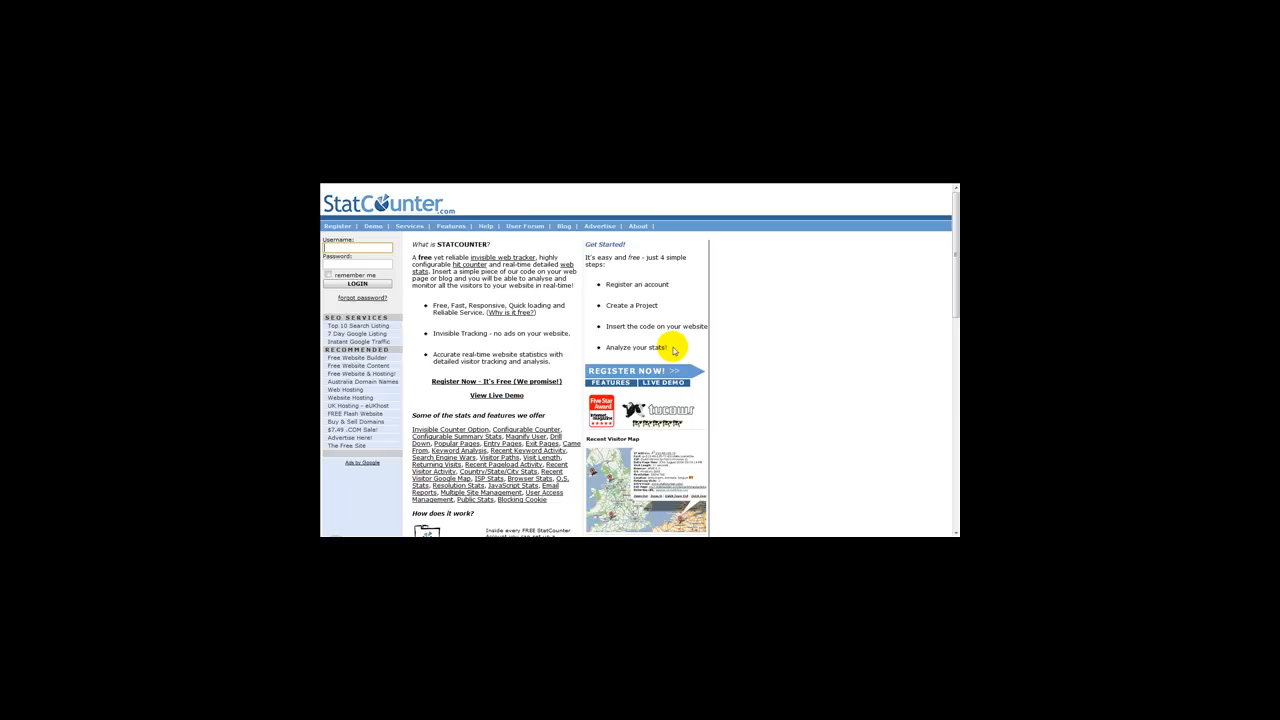 StatCounter.com
Register | Demo | Services | Features | Help | User Forum | Blog | Advertise | About |
Username:
Password:
remember me
LOGIN
forgot password?
SEO SERVICES
Top 10 Search Listing
7 Day Google Listing
Instant Google Traffic
RECOMMENDED
Free Website Builder
Free Website Content
Free Website & Hosting!
Australia Domain Names
Web Hosting
Website Hosting
UK Hosting - eUKhost
FREE Flash Website
Buy & Sell Domains
$7.49 .COM Sale!
Advertise Here!
The Free Site
Ads by Google
What is STATCOUNTER?
A free yet reliable invisible web tracker, highly
configurable hit counter and real-time detailed web
stats. Insert a simple piece of our code on your web
page or blog and you will be able to analyse and
monitor all the visitors to your website in real-time!
Free, Fast, Responsive, Quick loading and
Reliable Service. (Why is it free?)
Invisible Tracking - no ads on your website.
Accurate real-time website statistics with
detailed visitor tracking and analysis.
Register Now - It's Free (We promise!)
View Live Demo
Some of the stats and features we offer
Invisible Counter Option, Configurable Counter,
Configurable Summary Stats, Magnify User, Drill
Down, Popular Pages, Entry Pages, Exit Pages, Came
From, Keyword Analysis, Recent Keyword Activity,
Search Engine Wars, Visitor Paths, Visit Length,
Returning Visits, Recent Pageload Activity, Recent
Visitor Activity, Country/State/City Stats, Recent
Visitor Google Map, ISP Stats, Browser Stats, O.S.
Stats, Resolution Stats, JavaScript Stats, Email
Reports, Multiple Site Management, User Access
Management, Public Stats, Blocking Cookie
How does it work?
Inside every FREE StatCounter
Get Started!
It's easy and free - just 4 simple
steps:
Register an account
Create a Project
Insert the code on your website
Analyze your stats!
REGISTER NOW! >>
FEATURES LIVE DEMO
Five Star
Award
tucows
Recent Visitor Map